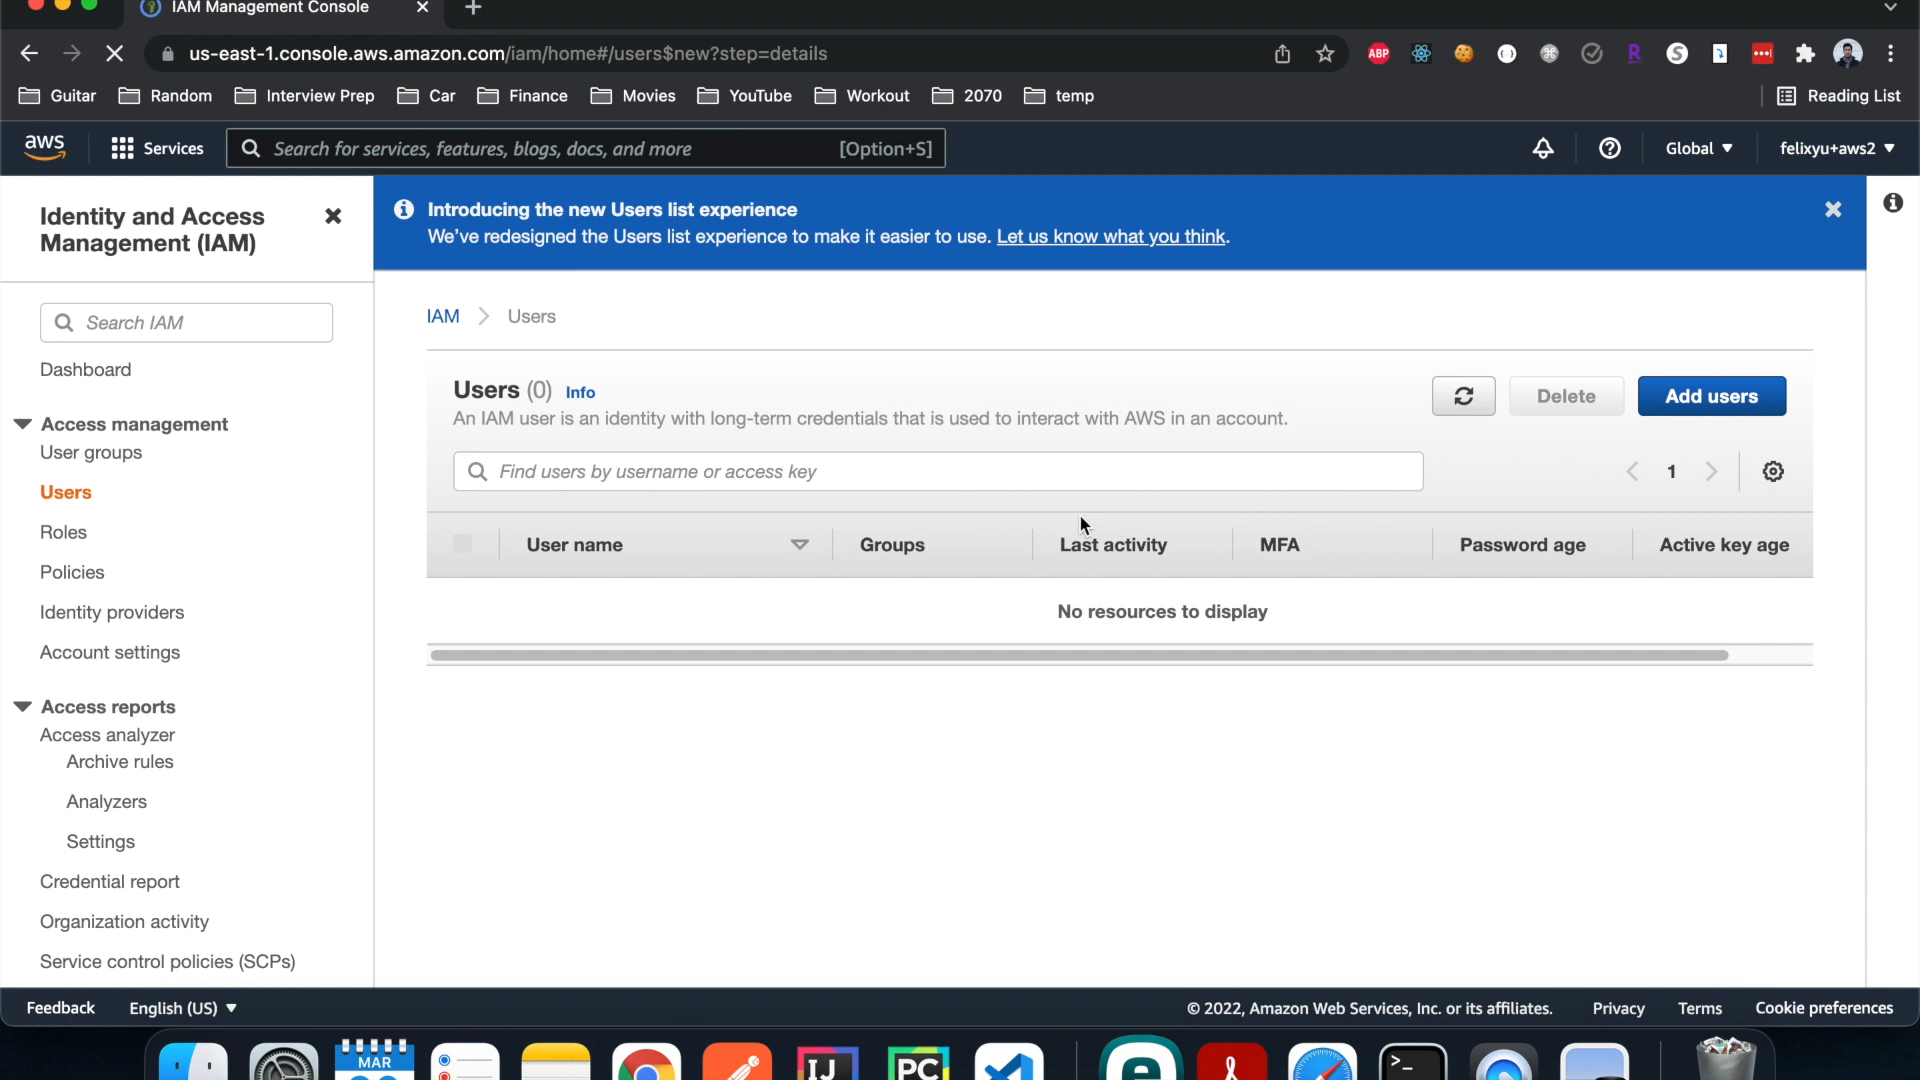 IAM Management Console
us-east-1.console.aws.amazon.com/iam/home#/users$new?step=details
ABP
Guitar Random Interview Prep Car Finance Movies YouTube Workout 2070 temp Reading List
aws Services Search for services, features, blogs, docs, and more [Option+S] Global felixyu+aws2
Identity and Access
Management (IAM)
Search IAM
Dashboard
Access management
User groups
Users
Roles
Policies
Identity providers
Account settings
Access reports
Access analyzer
Archive rules
Analyzers
Settings
Credential report
Organization activity
Service control policies (SCPs)
Introducing the new Users list experience
We've redesigned the Users list experience to make it easier to use. Let us know what you think.
IAM > Users
Users (0) Info
An IAM user is an identity with long-term credentials that is used to interact with AWS in an account.
Delete
Add users
Find users by username or access key
1
User name Groups Last activity MFA Password age Active key age
No resources to display
Feedback English (US) © 2022, Amazon Web Services, Inc. or its affiliates. Privacy Terms Cookie preferences
MAR
IJ
PC